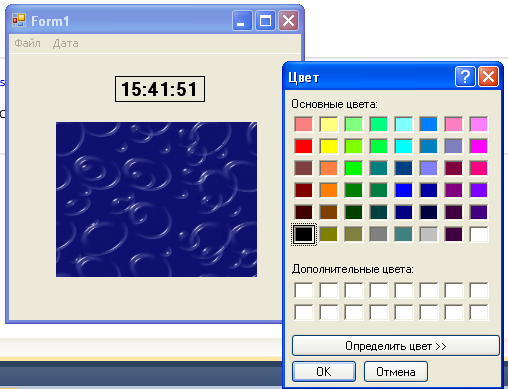 Form1
Файл Дата
15:41:51
Цвет
Основные цвета:
Дополнительные цвета:
Определить цвет >>
OK Отмена